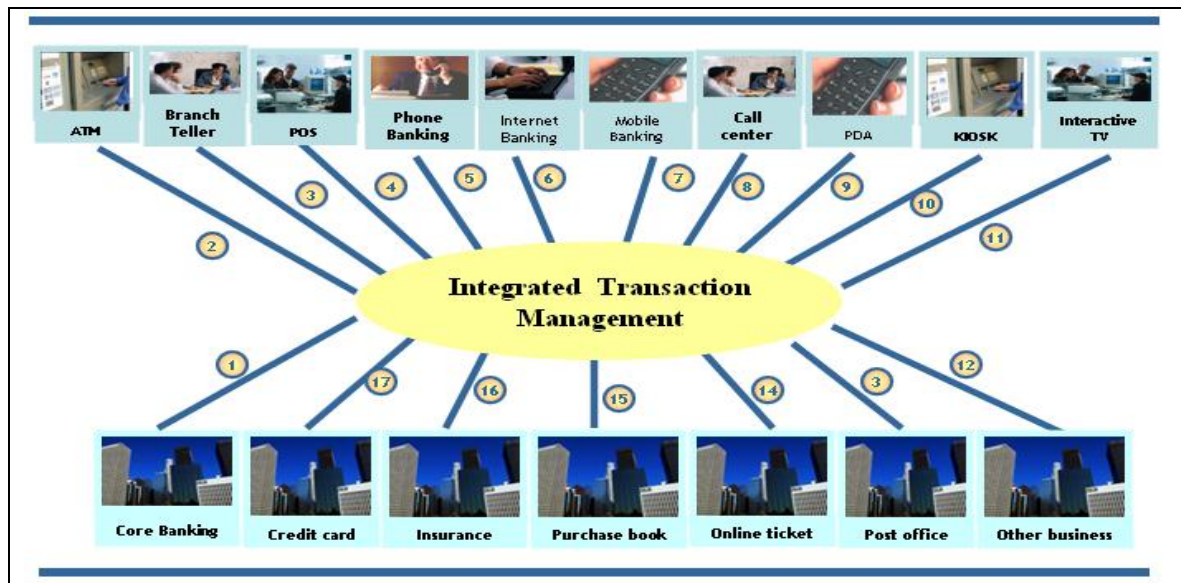 ATM
Branch
Teller
POS
Phone
Banking
Internet
Banking
Mobile
Banking
Call
center
PDA
KIOSK
Interactive
TV
2
3
4
5
6
7
8
9
10
11
Integrated Transaction
Management
1
17
16
15
14
3
12
Core Banking
Credit card
Insurance
Purchase book
Online ticket
Post office
Other business